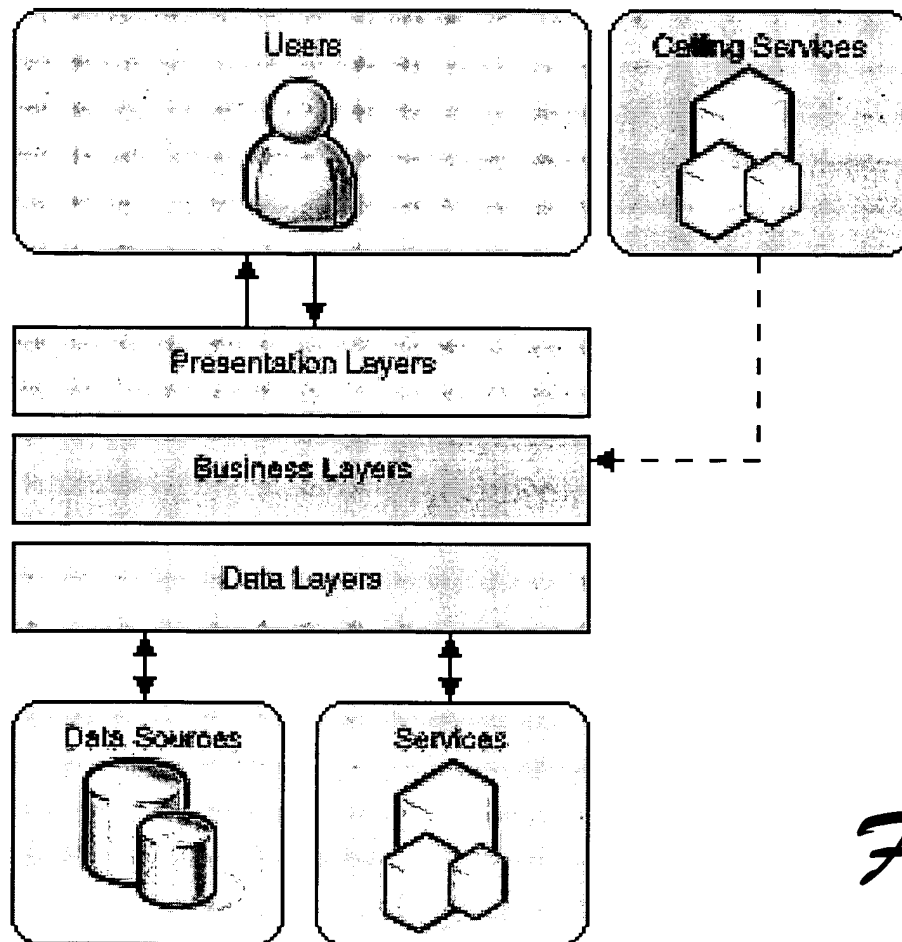 Users
Calling Services
Presentation Layers
Business Layers
Data Layers
Data Sources
Services